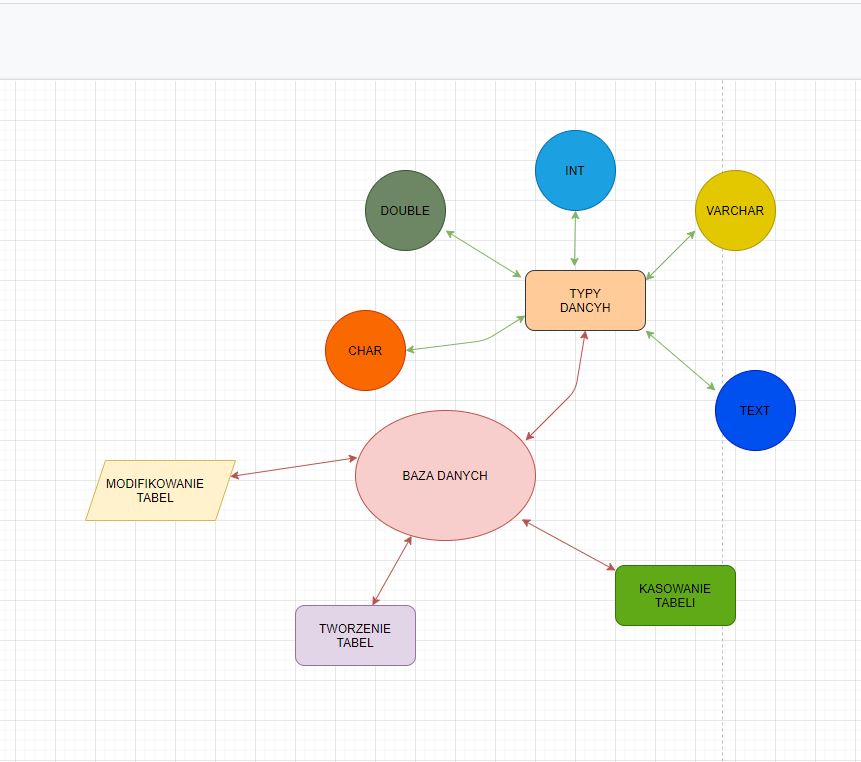 INT
DOUBLE
VARCHAR
TYPY
DANCYH
CHAR
TEXT
BAZA DANYCH
MODIFIKOWANIE
TABEL
KASOWANIE
TABELI
TWORZENIE
TABEL